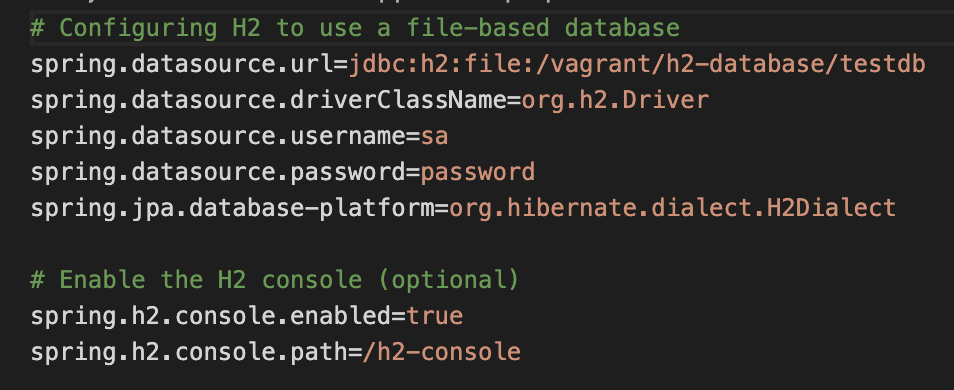 # Configuring H2 to use a file-based database
spring.datasource.url=jdbc:h2:file:/vagrant/h2-database/testdb
spring.datasource.driverClassName=org.h2.Driver
spring.datasource.username=sa
spring.datasource.password=password
spring.jpa.database-platform=org.hibernate.dialect.H2Dialect
# Enable the H2 console (optional)
spring.h2.console.enabled=true
spring.h2.console.path=/h2-console